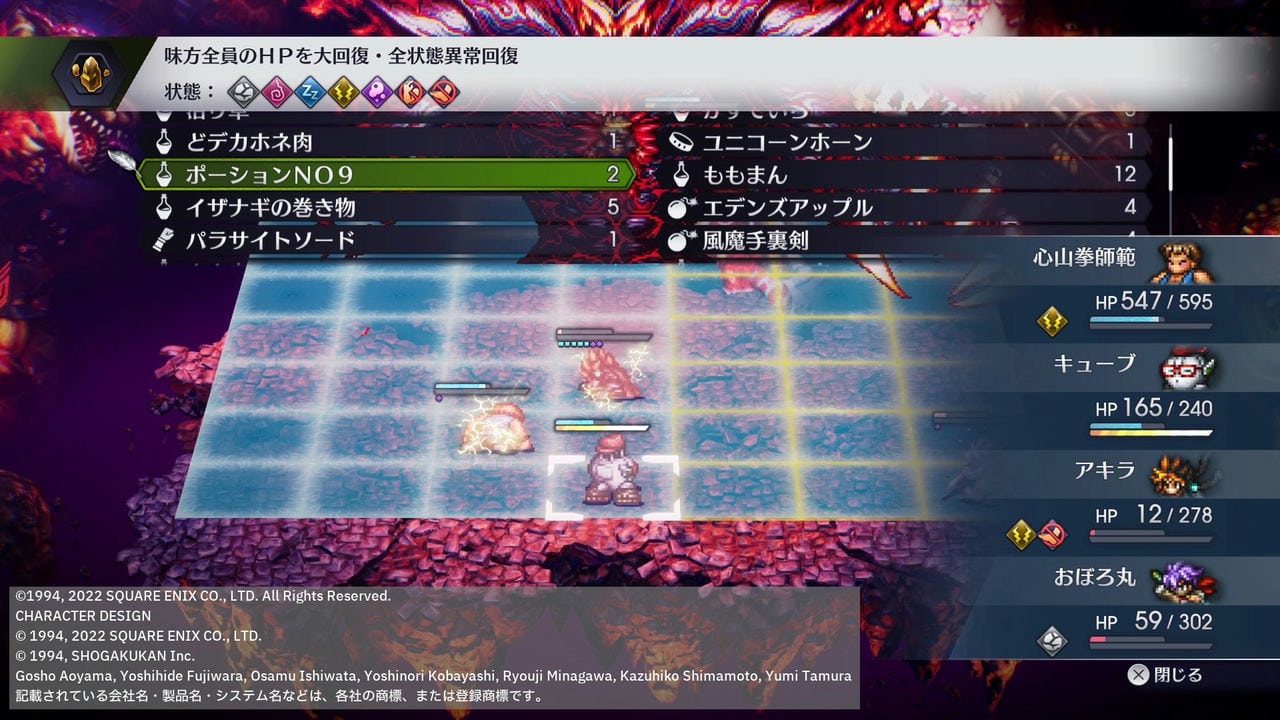 味方全員のＨＰを大回復・全状態異常回復
状態：
どデカホネ肉 1
ユニコーンホーン 1
ポーションＮＯ９ 2
ももまん 12
イザナギの巻き物 5
エデンズアップル 4
パラサイトソード 1
風魔手裏剣
心山拳師範
HP 547 / 595
キューブ
HP 165 / 240
アキラ
HP 12 / 278
おぼろ丸
HP 59 / 302
閉じる
©1994, 2022 SQUARE ENIX CO., LTD. All Rights Reserved.
CHARACTER DESIGN
© 1994, 2022 SQUARE ENIX CO., LTD.
© 1994, SHOGAKUKAN Inc.
Gosho Aoyama, Yoshihide Fujiwara, Osamu Ishiwata, Yoshinori Kobayashi, Ryouji Minagawa, Kazuhiko Shimamoto, Yumi Tamura
記載されている会社名・製品名・システム名などは、各社の商標、または登録商標です。